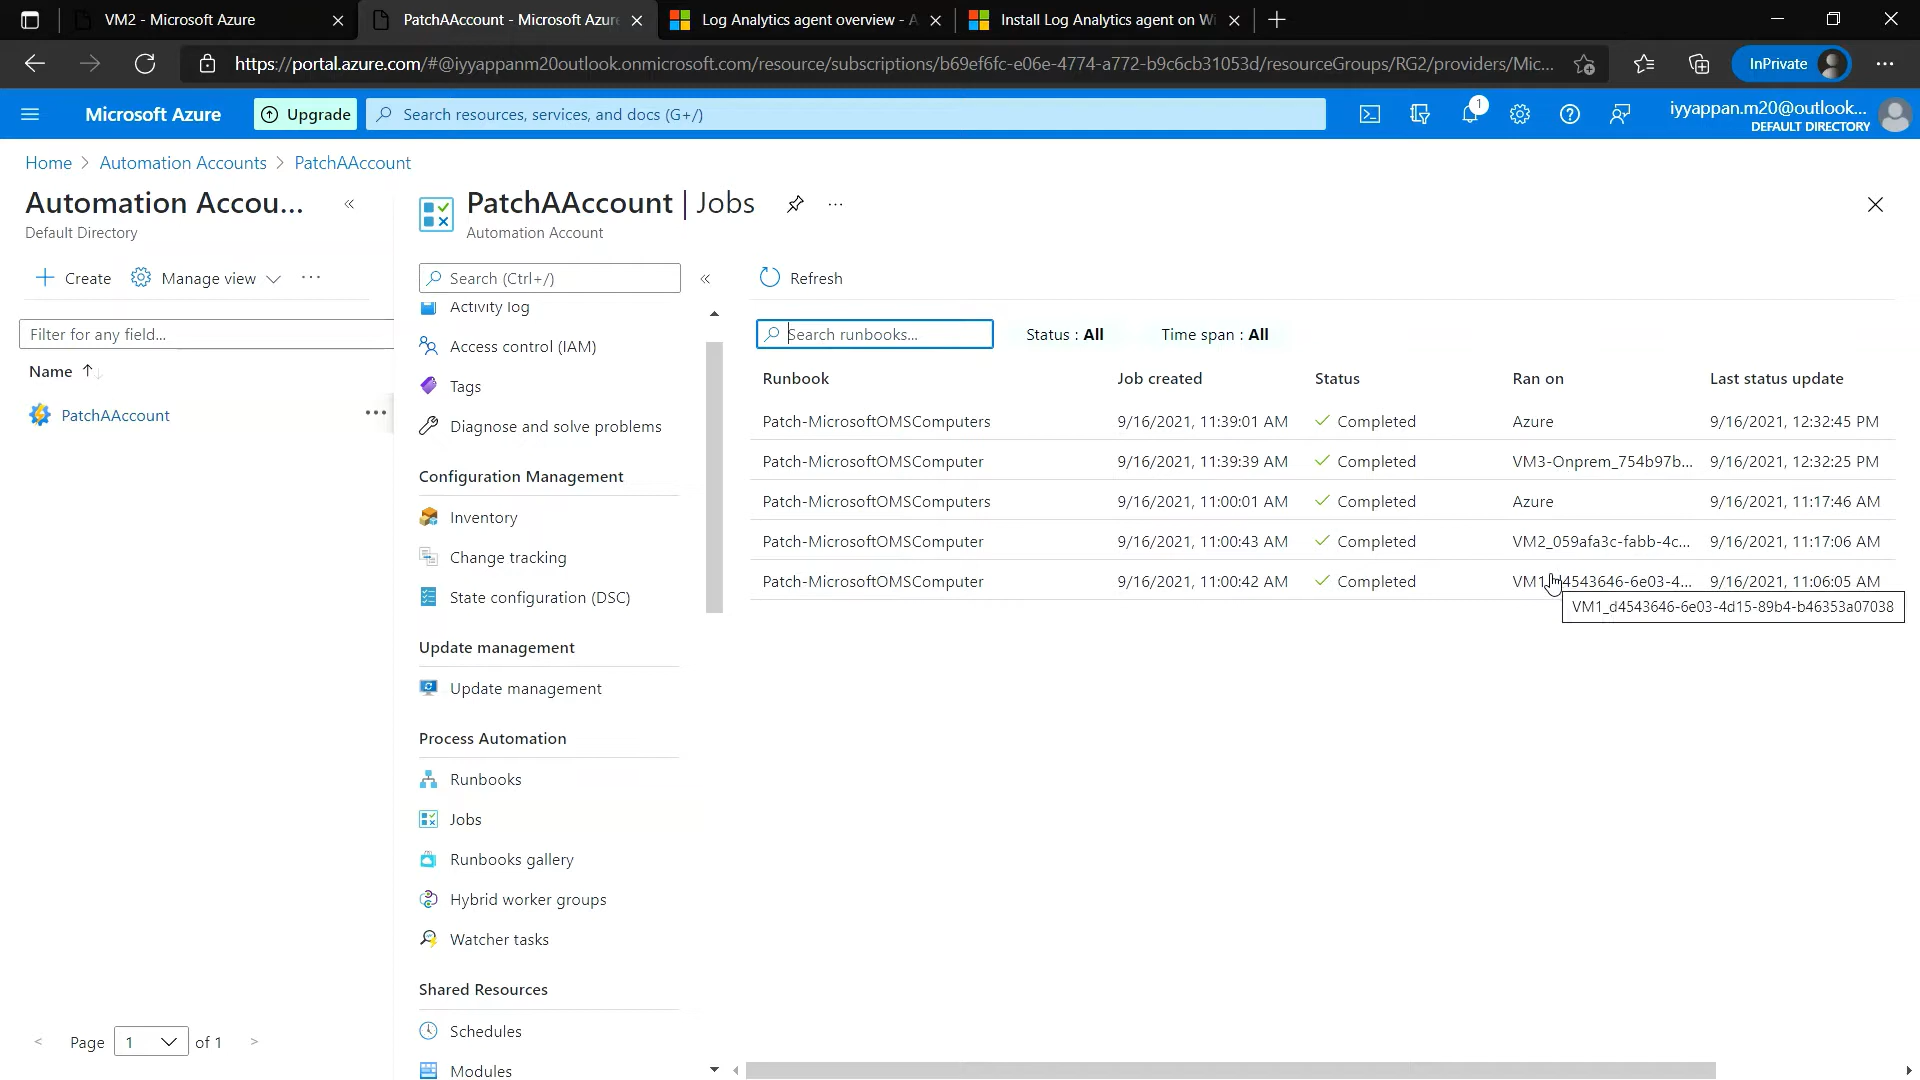 VM2 - Microsoft Azure
PatchAAccount - Microsoft Azur
Log Analytics agent overview - A
Install Log Analytics agent on Wi
https://portal.azure.com/#@iyyappanm20outlook.onmicrosoft.com/resource/subscriptions/b69ef6fc-e06e-4774-a772-b9c6cb31053d/resourceGroups/RG2/providers/Mic...
InPrivate
Microsoft Azure
Upgrade
Search resources, services, and docs (G+/)
1
iyyappan.m20@outlook...
DEFAULT DIRECTORY
Home > Automation Accounts > PatchAAccount
Automation Accou...
Default Directory
Create
Manage view
Filter for any field...
Name
PatchAAccount
Page 1 of 1
PatchAAccount | Jobs
Automation Account
Search (Ctrl+/)
Activity log
Access control (IAM)
Tags
Diagnose and solve problems
Configuration Management
Inventory
Change tracking
State configuration (DSC)
Update management
Update management
Process Automation
Runbooks
Jobs
Runbooks gallery
Hybrid worker groups
Watcher tasks
Shared Resources
Schedules
Modules
Refresh
Search runbooks...
Status : All
Time span : All
Runbook Job created Status Ran on Last status update
Patch-MicrosoftOMSComputers 9/16/2021, 11:39:01 AM Completed Azure 9/16/2021, 12:32:45 PM
Patch-MicrosoftOMSComputer 9/16/2021, 11:39:39 AM Completed VM3-Onprem_754b97b... 9/16/2021, 12:32:25 PM
Patch-MicrosoftOMSComputers 9/16/2021, 11:00:01 AM Completed Azure 9/16/2021, 11:17:46 AM
Patch-MicrosoftOMSComputer 9/16/2021, 11:00:43 AM Completed VM2_059afa3c-fabb-4c... 9/16/2021, 11:17:06 AM
Patch-MicrosoftOMSComputer 9/16/2021, 11:00:42 AM Completed VM1_d4543646-6e03-4... 9/16/2021, 11:06:05 AM
VM1_d4543646-6e03-4d15-89b4-b46353a07038